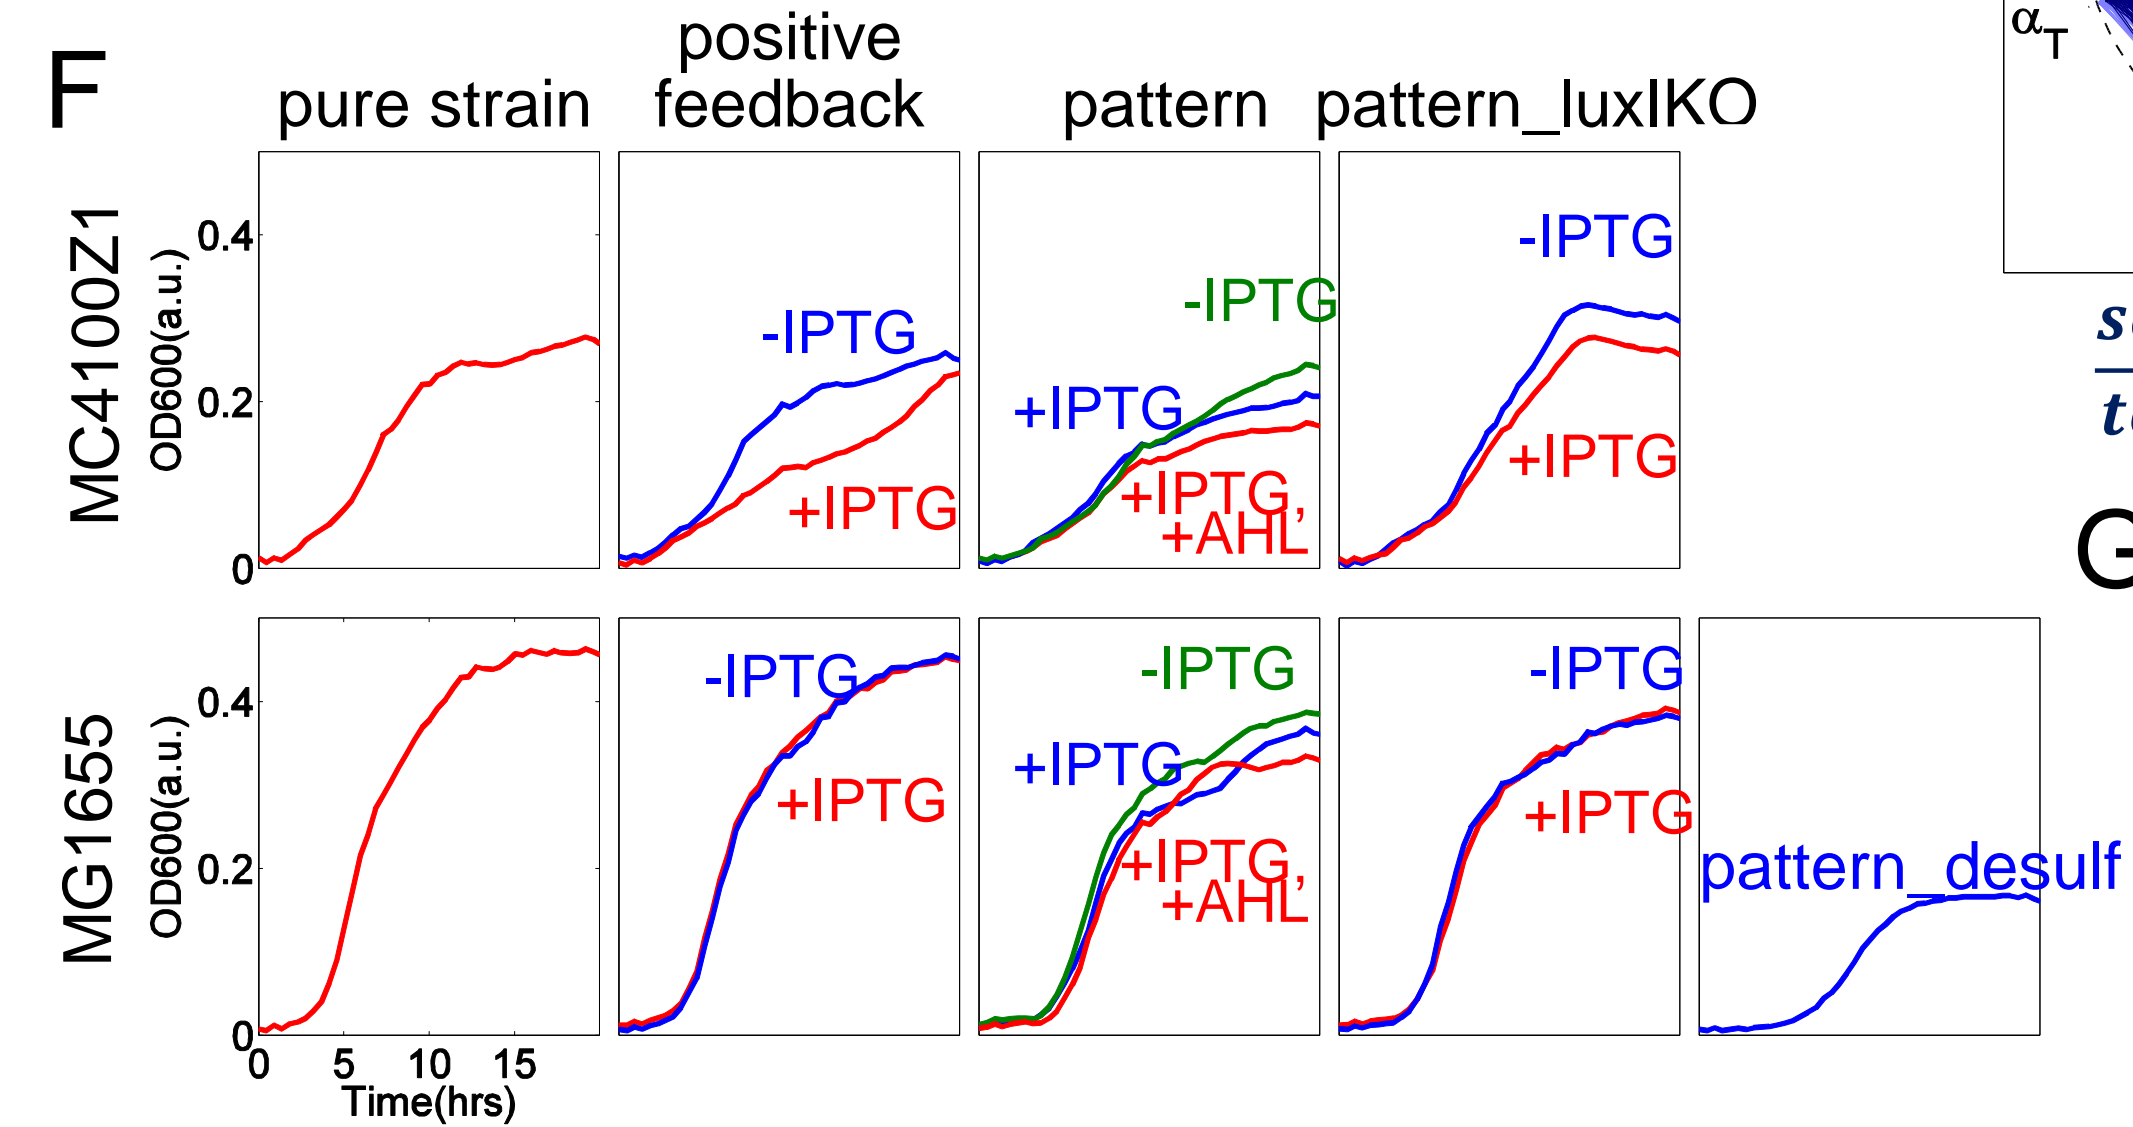 F
positive
pure strain feedback pattern pattern_luxIKO
αT
MC4100Z1
OD600(a.u.)
0.4
0.2
0
-IPTG
+IPTG
-IPTG
+IPTG
+IPTG,
+AHL
-IPTG
+IPTG
G
MG1655
OD600(a.u.)
0.4
0.2
0
0 5 10 15
Time(hrs)
-IPTG
+IPTG
-IPTG
+IPTG
+IPTG,
+AHL
-IPTG
+IPTG
pattern_desulf